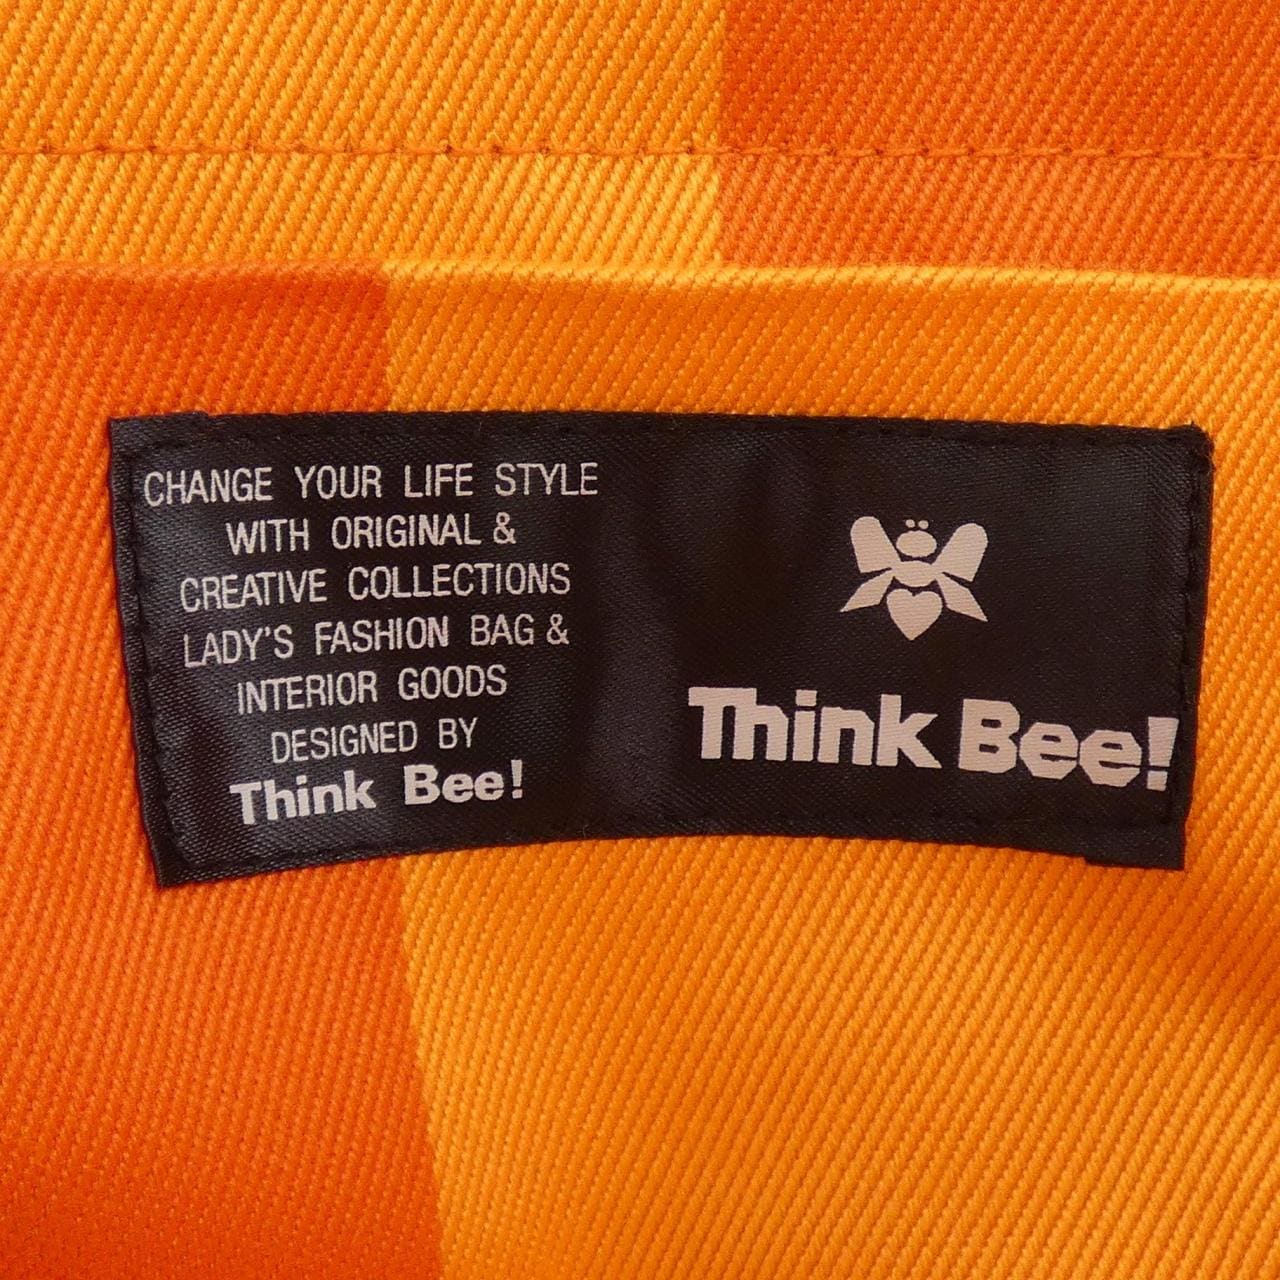 CHANGE YOUR LIFE STYLE
WITH ORIGINAL &
CREATIVE COLLECTIONS
LADY'S FASHION BAG &
INTERIOR GOODS
DESIGNED BY
Think Bee!
Think Bee!